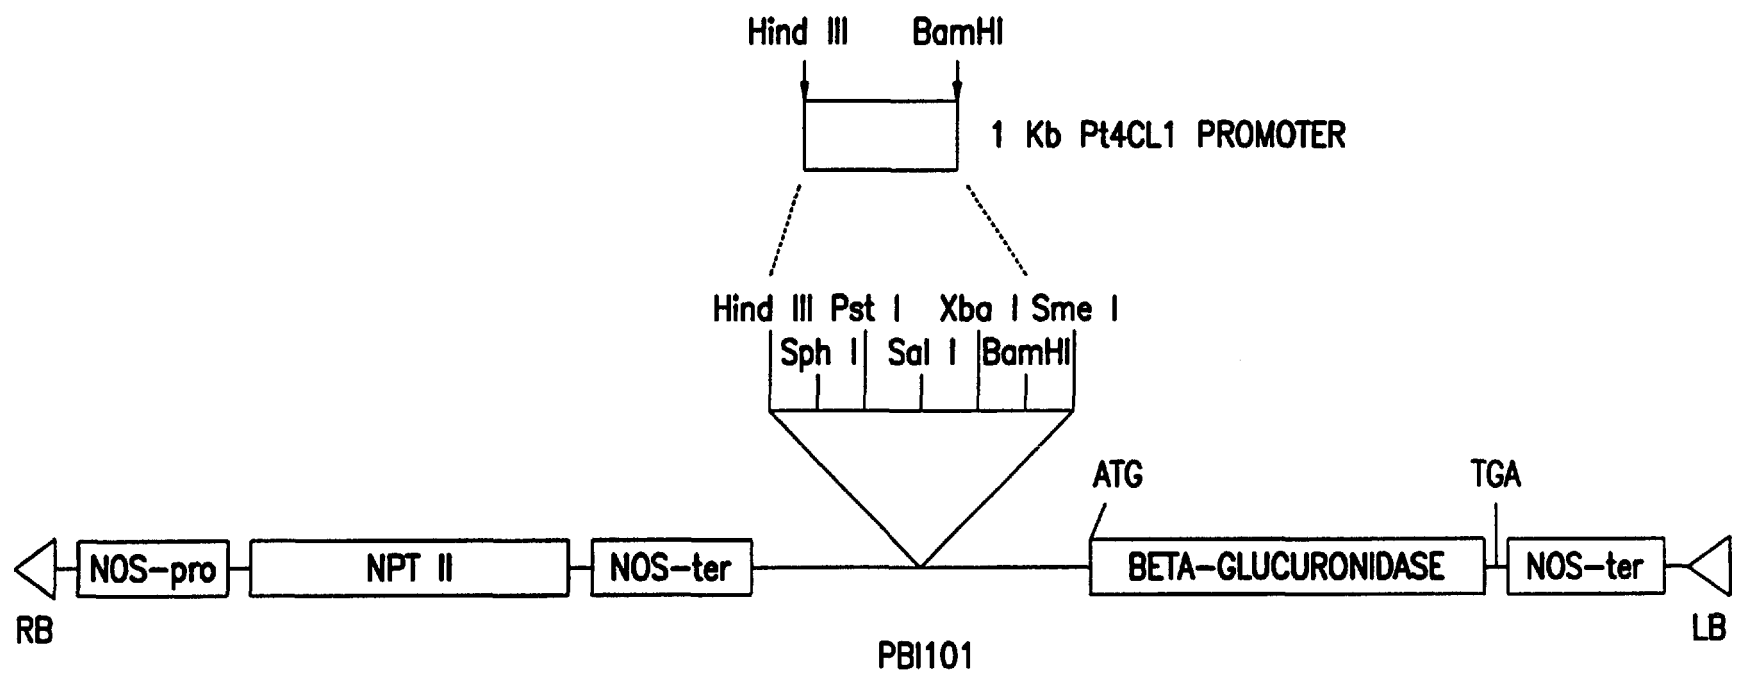 Hind III BamHI
1 Kb Pt4CL1 PROMOTER
Hind III Pst I Xba I Sme I
Sph I Sal I BamHI
ATG TGA
NOS-pro NPT II NOS-ter BETA-GLUCURONIDASE NOS-ter
RB LB
PBI101